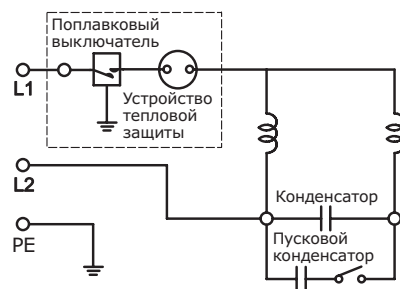 Поплавковый
выключатель
L1
Устройство
тепловой
защиты
L2
Конденсатор
Пусковой
конденсатор
PE